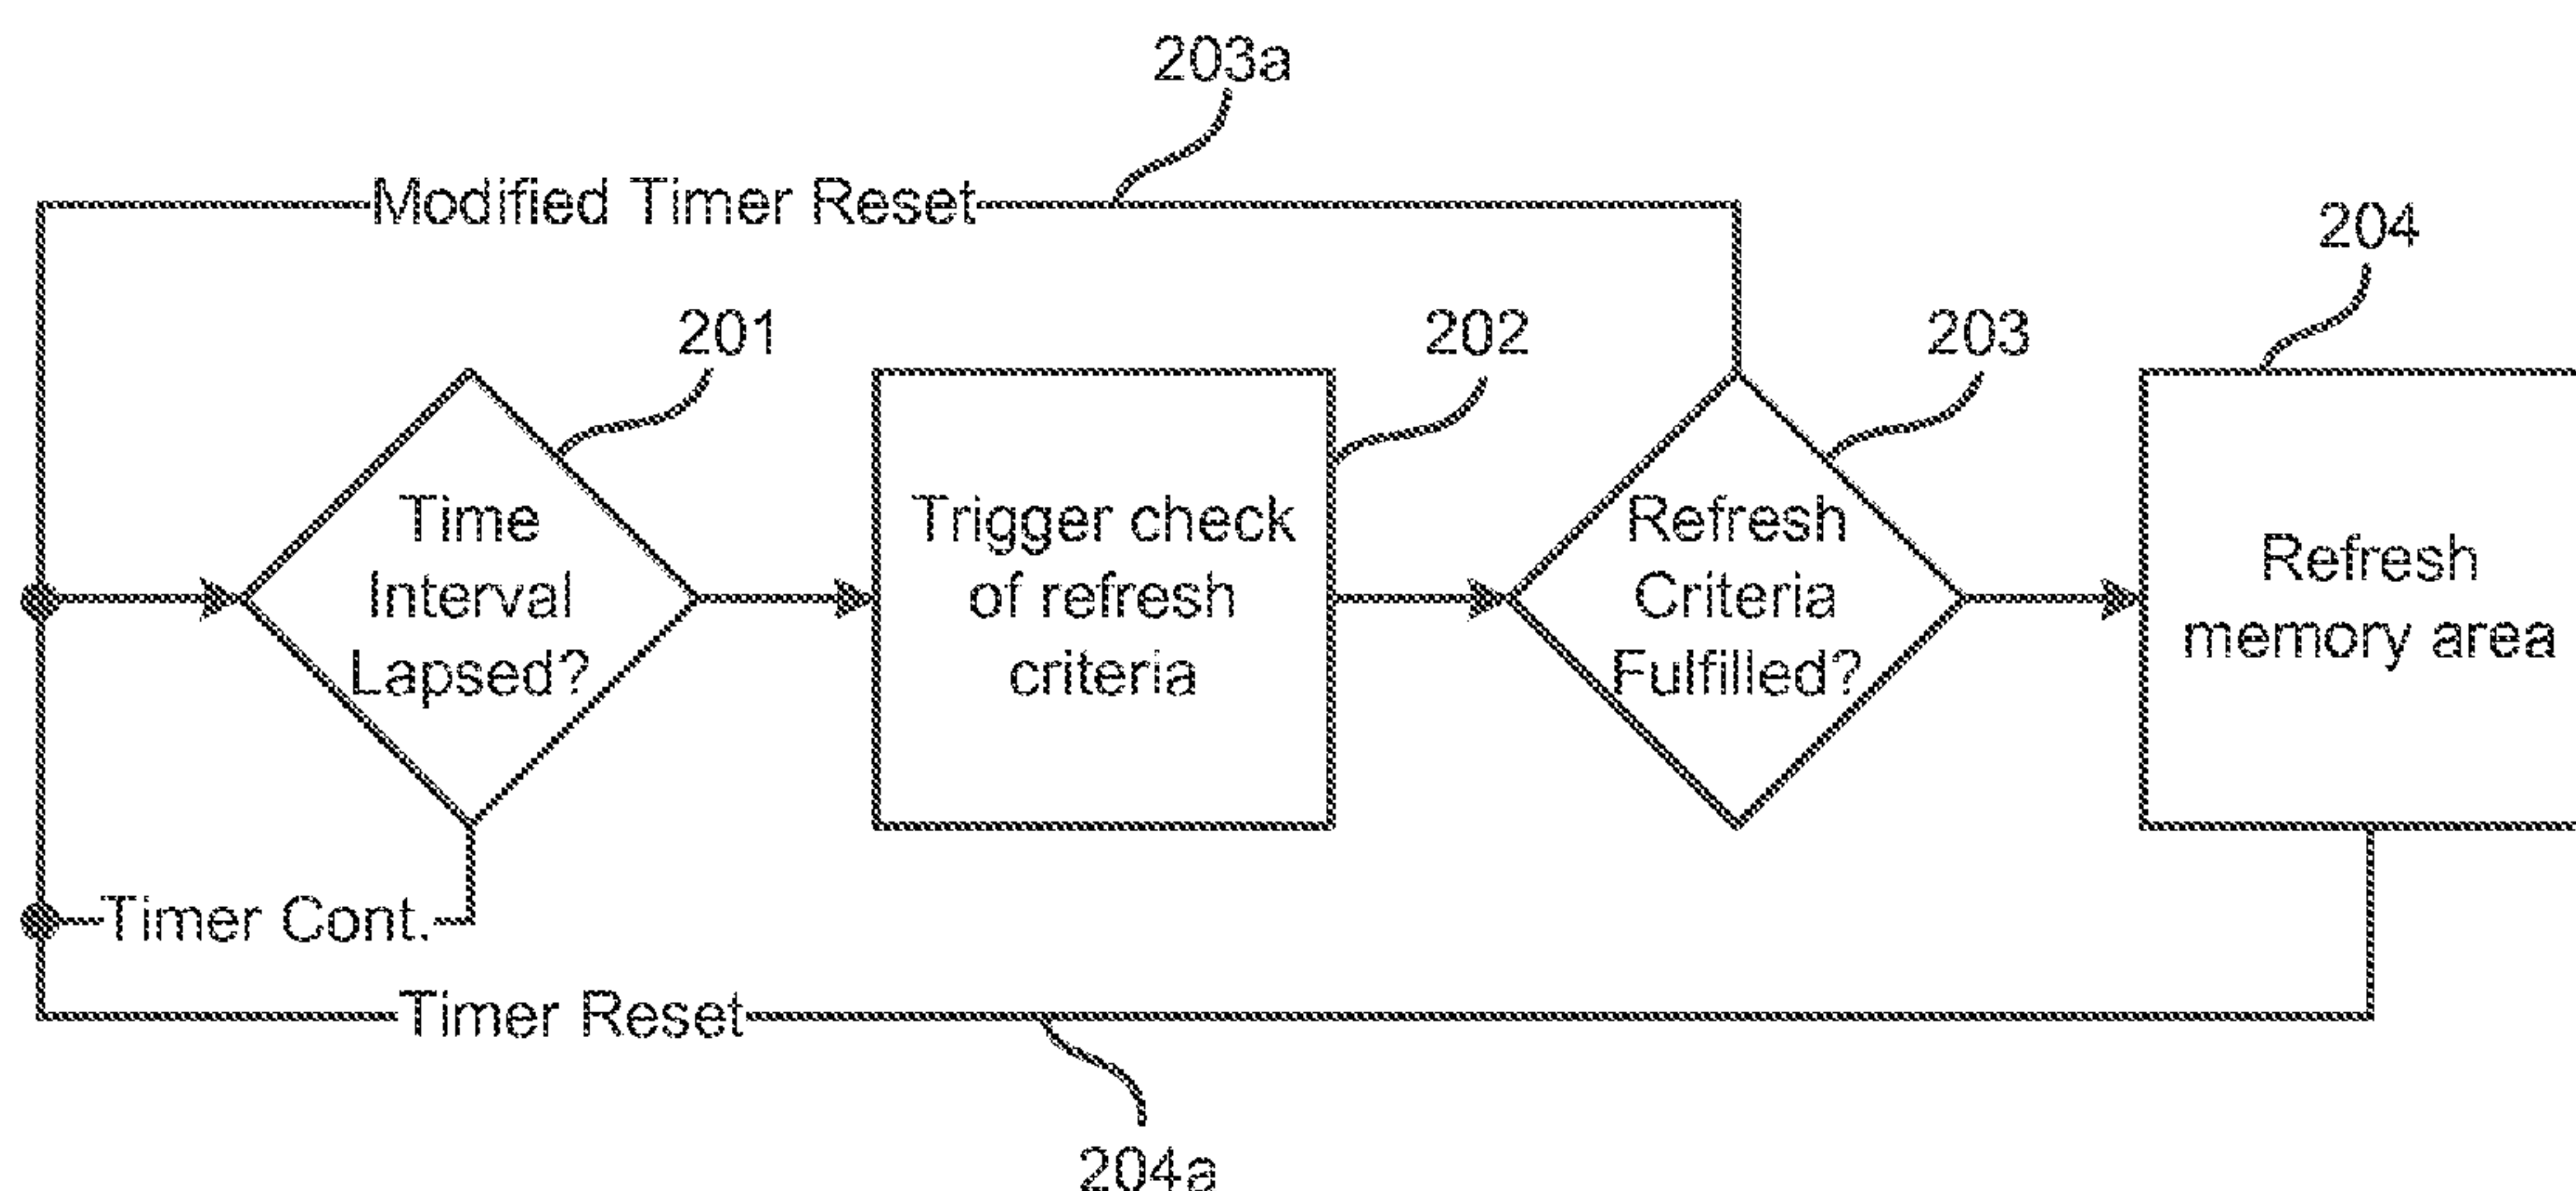 203a
Modified Timer Reset
204
201
202
203
Time
Interval
Lapsed?
Trigger check
of refresh
criteria
Refresh
Criteria
Fulfilled?
Refresh
memory area
Timer Cont.
Timer Reset
204a